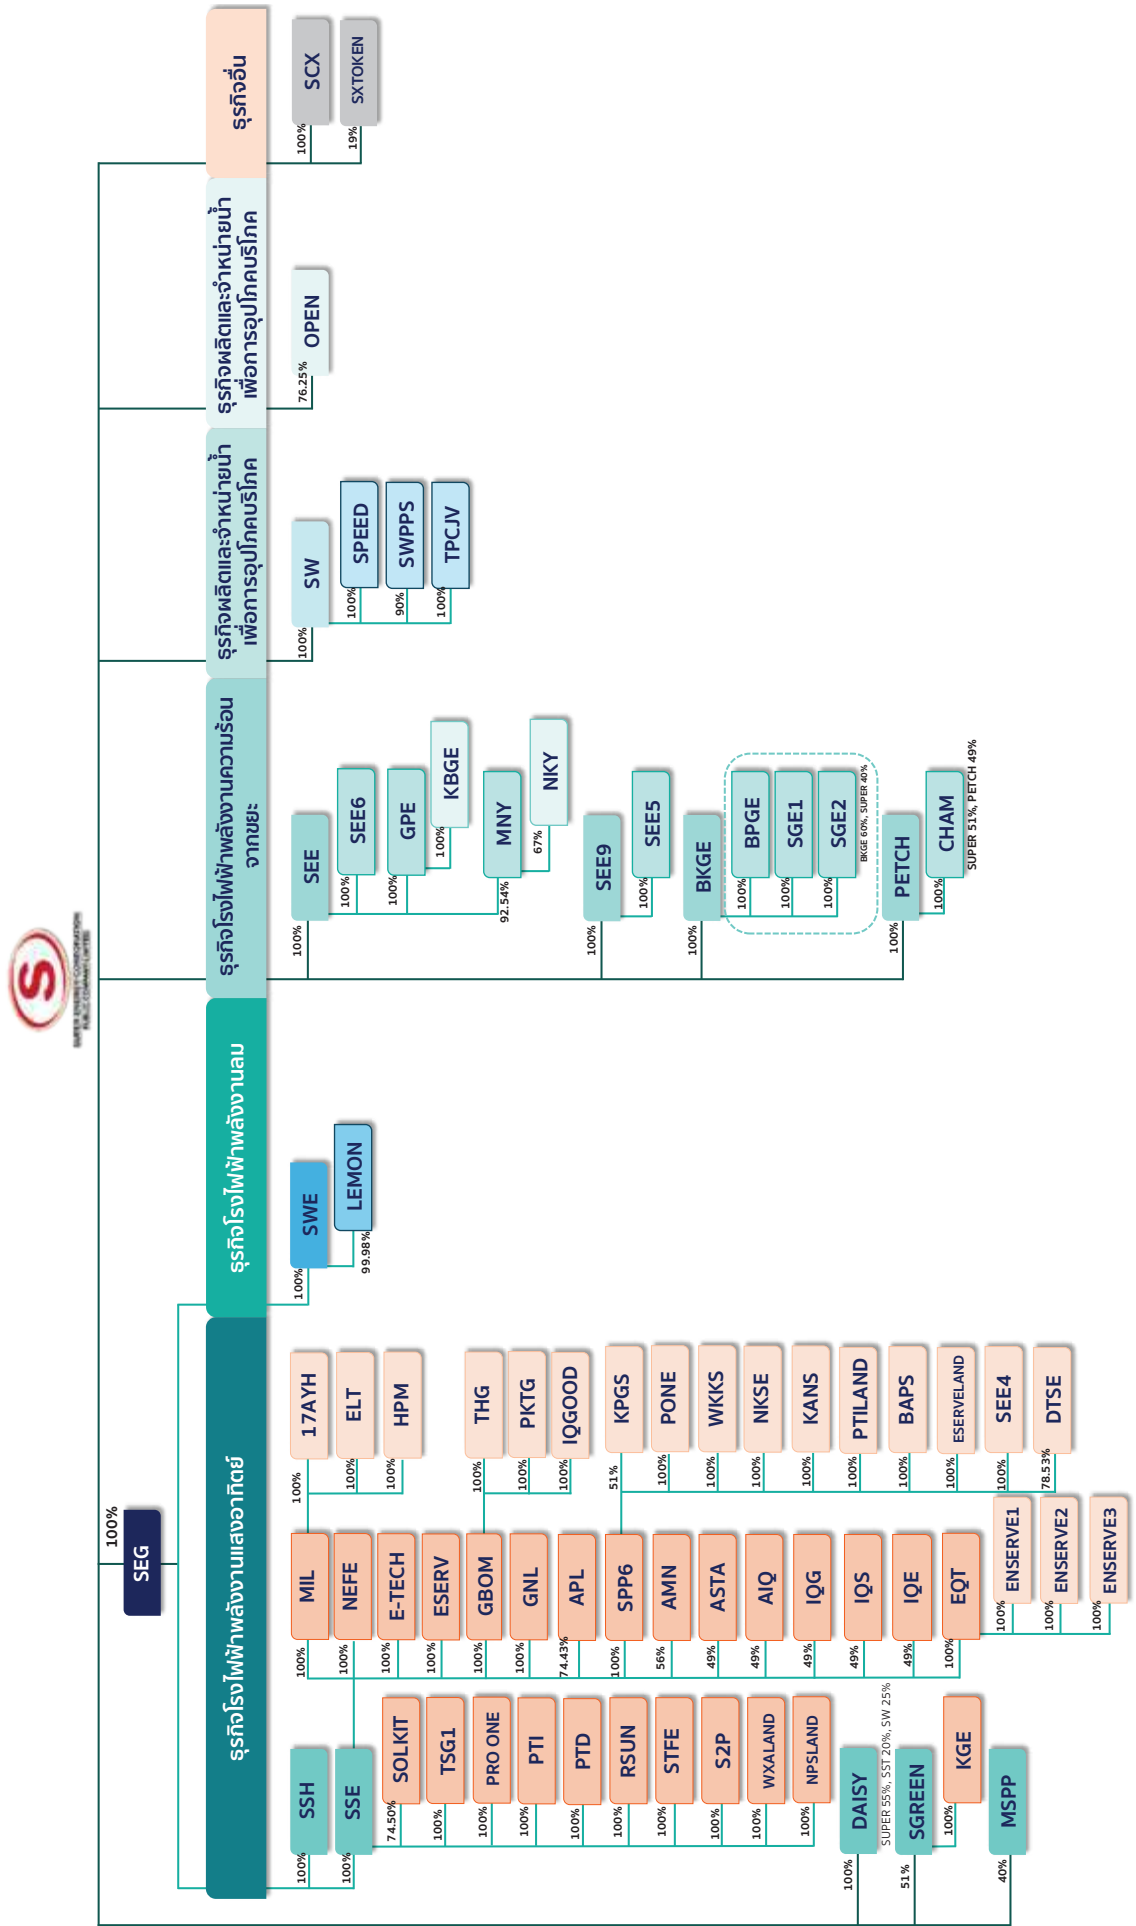 SUPER ENERGY CORPORATION
PUBLIC COMPANY LIMITED
100%
SEG
ธุรกิจโรงไฟฟ้าพลังงานแสงอาทิตย์
ธุรกิจโรงไฟฟ้าพลังงานลม
ธุรกิจโรงไฟฟ้าพลังงานความร้อน
จากขยะ
ธุรกิจผลิตและจำหน่ายน้ำ
เพื่อการอุปโภคบริโภค
ธุรกิจผลิตและจำหน่ายน้ำ
เพื่อการอุปโภคบริโภค
ธุรกิจอื่น
100%
SSH
100%
SSE
74.50%
SOLKIT
100%
TSG1
100%
PRO ONE
100%
PTI
100%
PTD
100%
RSUN
100%
STFE
100%
S2P
100%
WXALAND
100%
NPSLAND
100%
DAISY
SUPER 55%, SST 20%, SW 25%
51%
SGREEN
100%
KGE
40%
MSPP
100%
MIL
100%
NEFE
100%
E-TECH
100%
ESERV
100%
GBOM
100%
GNL
74.43%
APL
100%
SPP6
56%
AMN
49%
ASTA
49%
AIQ
49%
IQG
49%
IQS
49%
IQE
100%
EQT
100%
ENSERVE1
100%
ENSERVE2
100%
ENSERVE3
100%
17AYH
100%
ELT
100%
HPM
100%
THG
100%
PKTG
100%
IQGOOD
51%
KPGS
100%
PONE
100%
WKKS
100%
NKSE
100%
KANS
100%
PTILAND
100%
BAPS
100%
ESERVELAND
100%
SEE4
78.53%
DTSE
100%
SWE
99.98%
LEMON
100%
SEE
100%
SEE6
100%
GPE
100%
KBGE
92.54%
MNY
67%
NKY
100%
SEE9
100%
SEE5
100%
BKGE
100%
BPGE
100%
SGE1
100%
SGE2
BKGE 60%, SUPER 40%
100%
PETCH
100%
CHAM
SUPER 51%, PETCH 49%
100%
SW
100%
SPEED
90%
SWPPS
100%
TPCJV
76.25%
OPEN
100%
SCX
19%
SXTOKEN